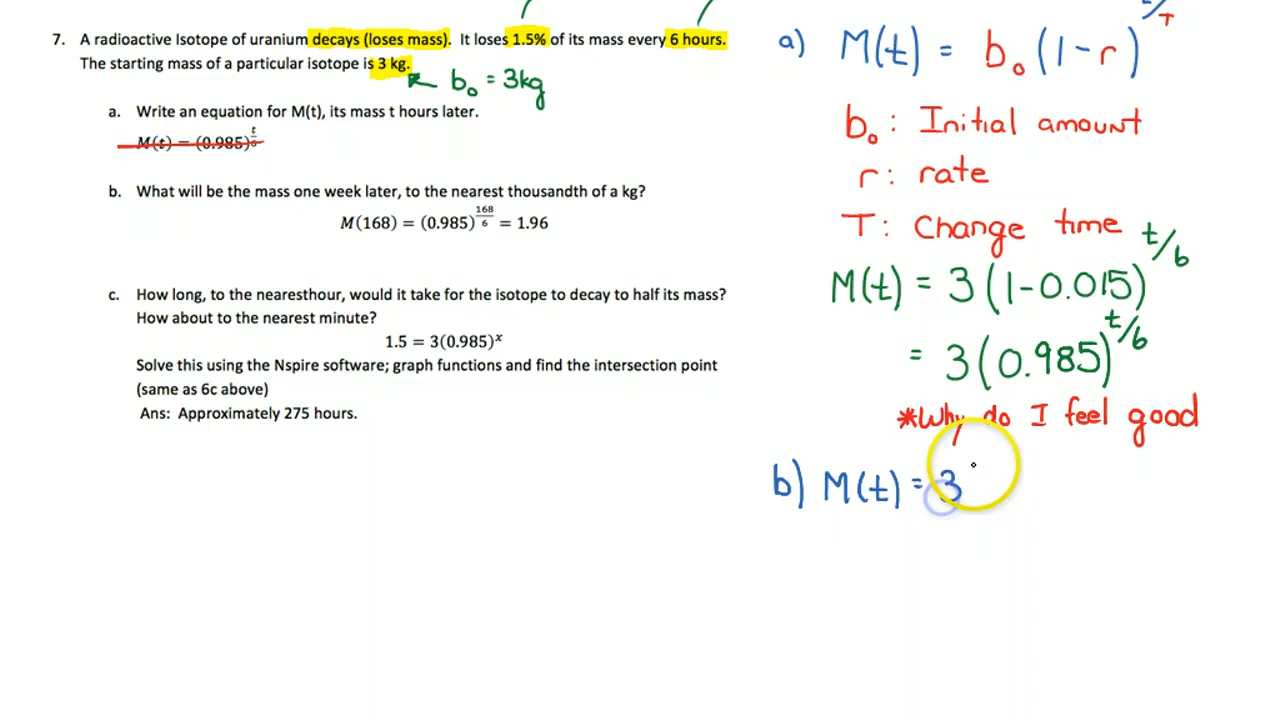 7. A radioactive Isotope of uranium decays (loses mass). It loses 1.5% of its mass every 6 hours.
The starting mass of a particular isotope is 3 kg.
b₀ = 3kg
a. Write an equation for M(t), its mass t hours later.
M(t) = (0.985)^(t/6)
b. What will be the mass one week later, to the nearest thousandth of a kg?
M(168) = (0.985)^(168/6) = 1.96
c. How long, to the nearesthour, would it take for the isotope to decay to half its mass?
How about to the nearest minute?
1.5 = 3(0.985)^x
Solve this using the Nspire software; graph functions and find the intersection point
(same as 6c above)
Ans: Approximately 275 hours.
a) M(t) = b₀(1-r)^(t/T)
b₀: Initial amount
r: rate
T: Change time
M(t) = 3(1-0.015)^(t/6)
= 3(0.985)^(t/6)
*Why do I feel good
b) M(t) = 3